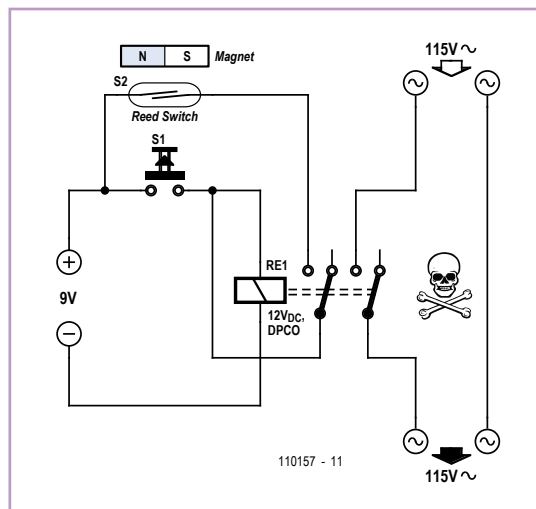 N S Magnet
115V ~
S2
Reed Switch
S1
+
RE1
9V
12VDC,
DPCO
–
110157 - 11
115V ~